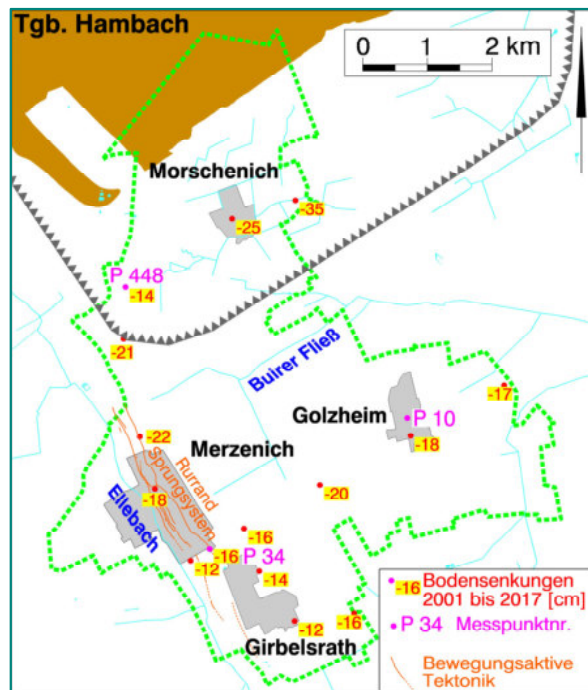 Tgb. Hambach
0 1 2 km
Morschenich
-35
-25
P 448
-14
-21
Buirer Fließ
-17
Golzheim
P 10
-18
-22
Merzenich
Rurrand
Sprungsystem
-18
Ellebach
-20
-16
-16
P 34
-12
-14
-16
-12
Girbelsrath
-16 Bodensenkungen
2001 bis 2017 [cm]
P 34 Messpunktnr.
Bewegungsaktive
Tektonik